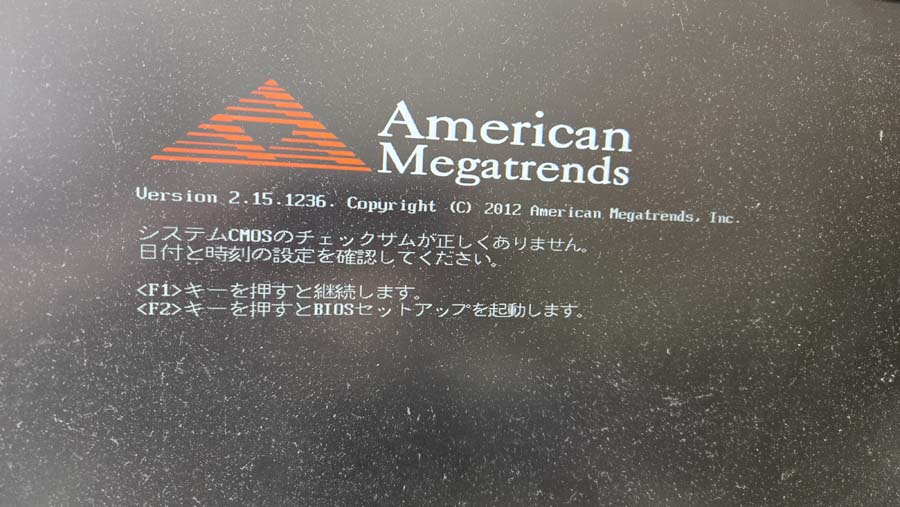 American
Megatrends
Version 2.15.1236. Copyright (C) 2012 American Megatrends, Inc.
システムCMOSのチェックサムが正しくありません。
日付と時刻の設定を確認してください。
<F1>キーを押すと継続します。
<F2>キーを押すとBIOSセットアップを起動します。